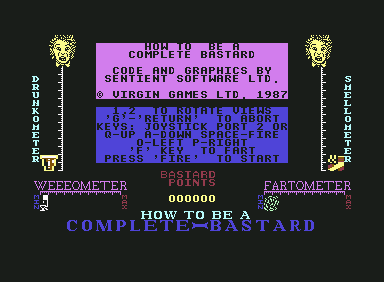 HOW TO BE A
COMPLETE BASTARD
CODE AND GRAPHICS BY
SENTIENT SOFTWARE LTD.
© VIRGIN GAMES LTD, 1987
1,2 TO ROTATE VIEWS
'G'-'RETURN' TO ABORT
KEYS: JOYSTICK PORT 2 OR
Q-UP A-DOWN SPACE-FIRE
O-LEFT P-RIGHT
'F' KEY TO FART
PRESS 'FIRE' TO START
DRUNKOMETER
SMELLOMETER
WEEEOMETER
BASTARD
POINTS
FARTOMETER
000000
HOW TO BE A
COMPLETE BASTARD